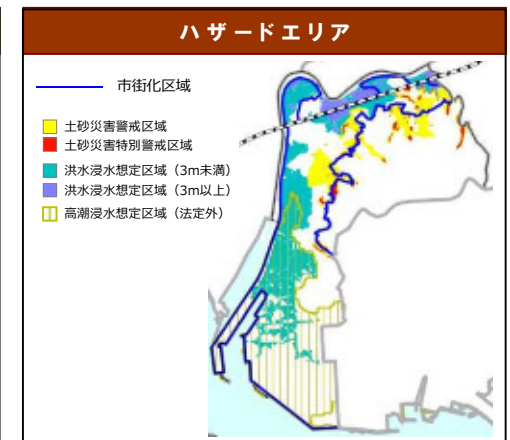 ハザードエリア
市街化区域
土砂災害警戒区域
土砂災害特別警戒区域
洪水浸水想定区域（3m未満）
洪水浸水想定区域（3m以上）
高潮浸水想定区域（法定外）